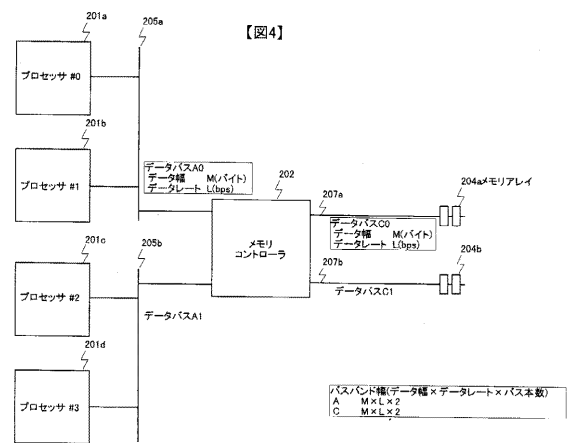 【図4】
201a
205a
プロセッサ #0
201b
プロセッサ #1
データバスA0
データ幅 M(バイト)
データレート L(bps)
202
207a
204aメモリアレイ
メモリ
コントローラ
データバスC0
データ幅 M(バイト)
データレート L(bps)
201c
205b
207b
204b
プロセッサ #2
データバスA1
データバスC1
201d
プロセッサ #3
バスバンド幅(データ幅×データレート×バス本数)
A M×L×2
C M×L×2